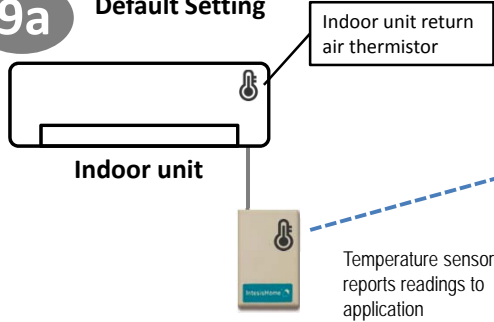 9a
Default Setting
Indoor unit return
air thermistor
Indoor unit
IntesisHome
Temperature sensor
reports readings to
application